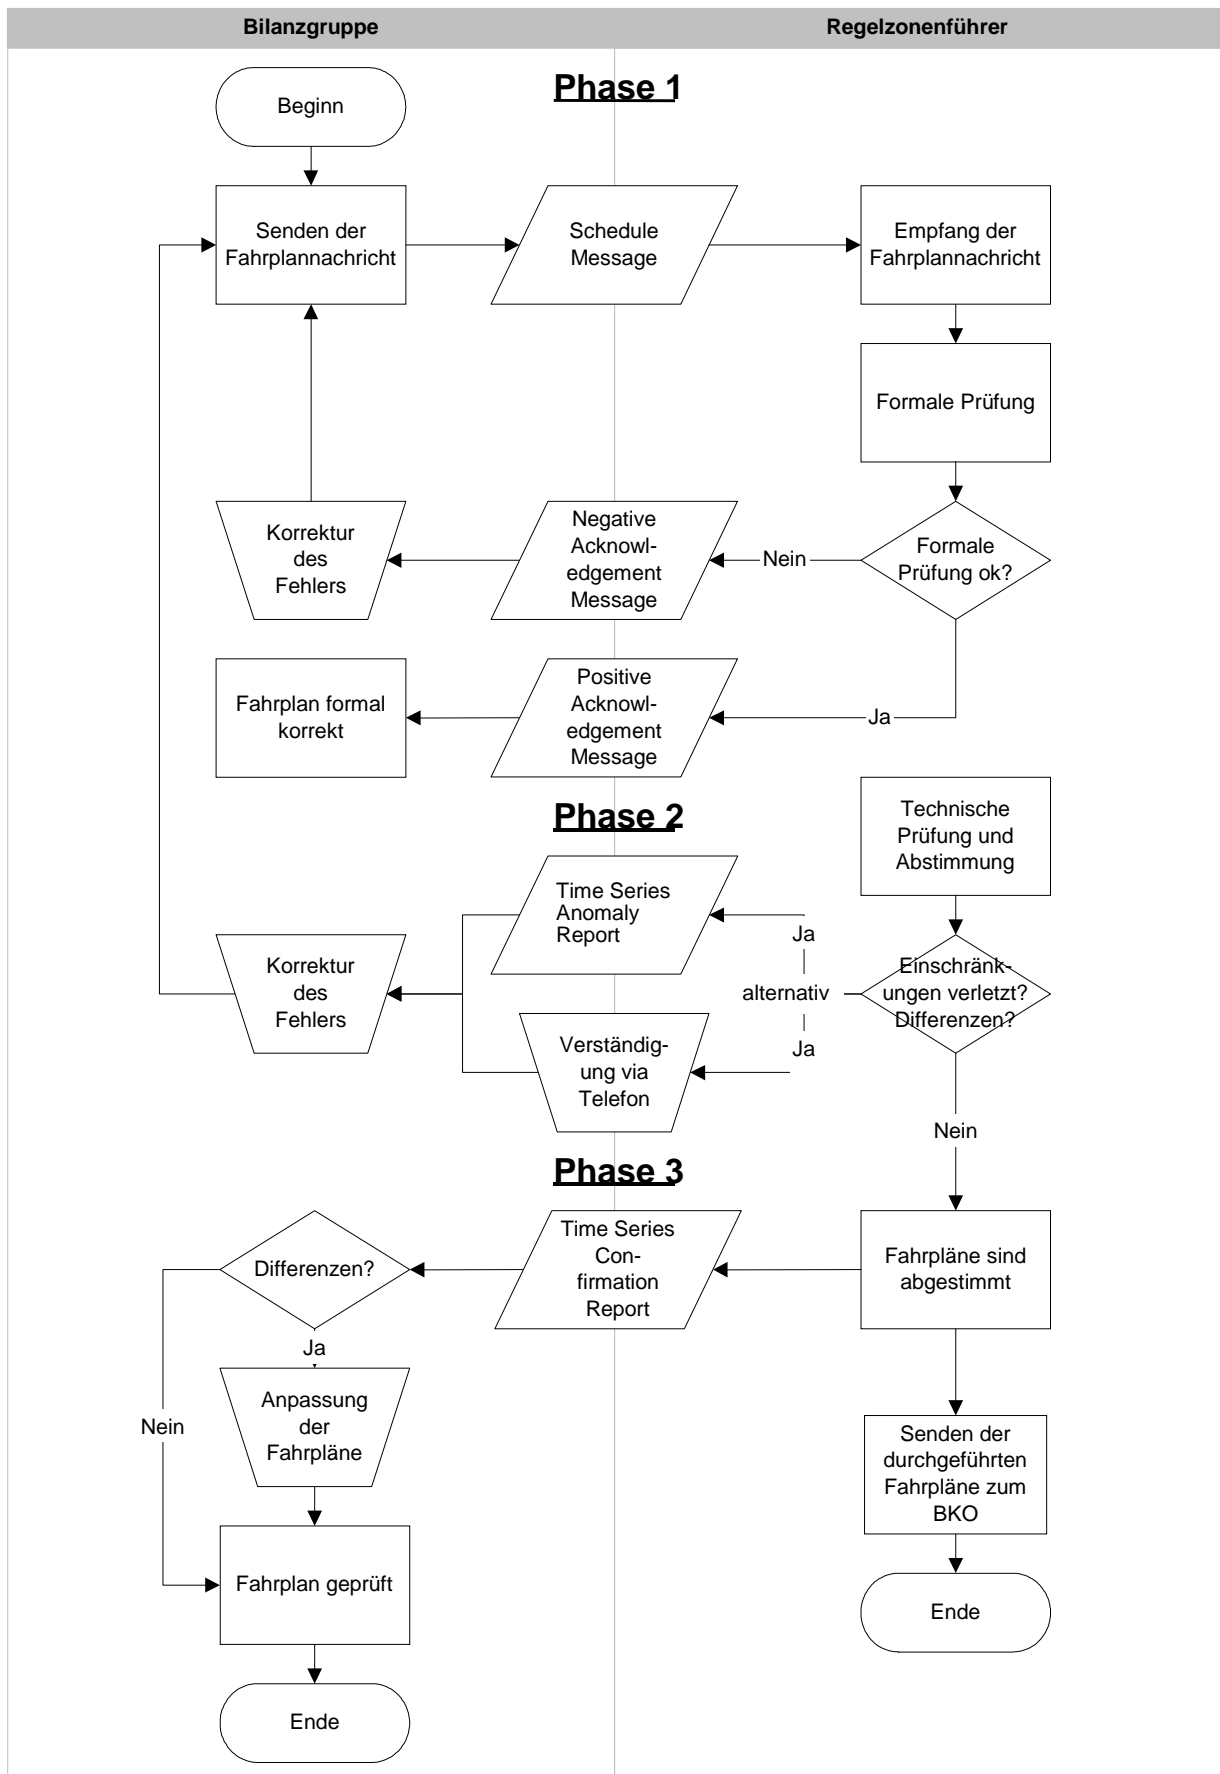 Bilanzgruppe
Regelzonenführer
Phase 1
Beginn
Senden der
Fahrplannachricht
Schedule
Message
Empfang der
Fahrplannachricht
Formale Prüfung
Korrektur
des
Fehlers
Negative
Acknowl-
edgement
Message
Nein
Formale
Prüfung ok?
Fahrplan formal
korrekt
Positive
Acknowl-
edgement
Message
Ja
Phase 2
Technische
Prüfung und
Abstimmung
Time Series
Anomaly
Report
Ja
Korrektur
des
Fehlers
alternativ
Einschränk-
ungen verletzt?
Differenzen?
Verständig-
ung via
Telefon
Ja
Nein
Phase 3
Differenzen?
Time Series
Con-
firmation
Report
Fahrpläne sind
abgestimmt
Ja
Nein
Anpassung
der
Fahrpläne
Senden der
durchgeführten
Fahrpläne zum
BKO
Fahrplan geprüft
Ende
Ende